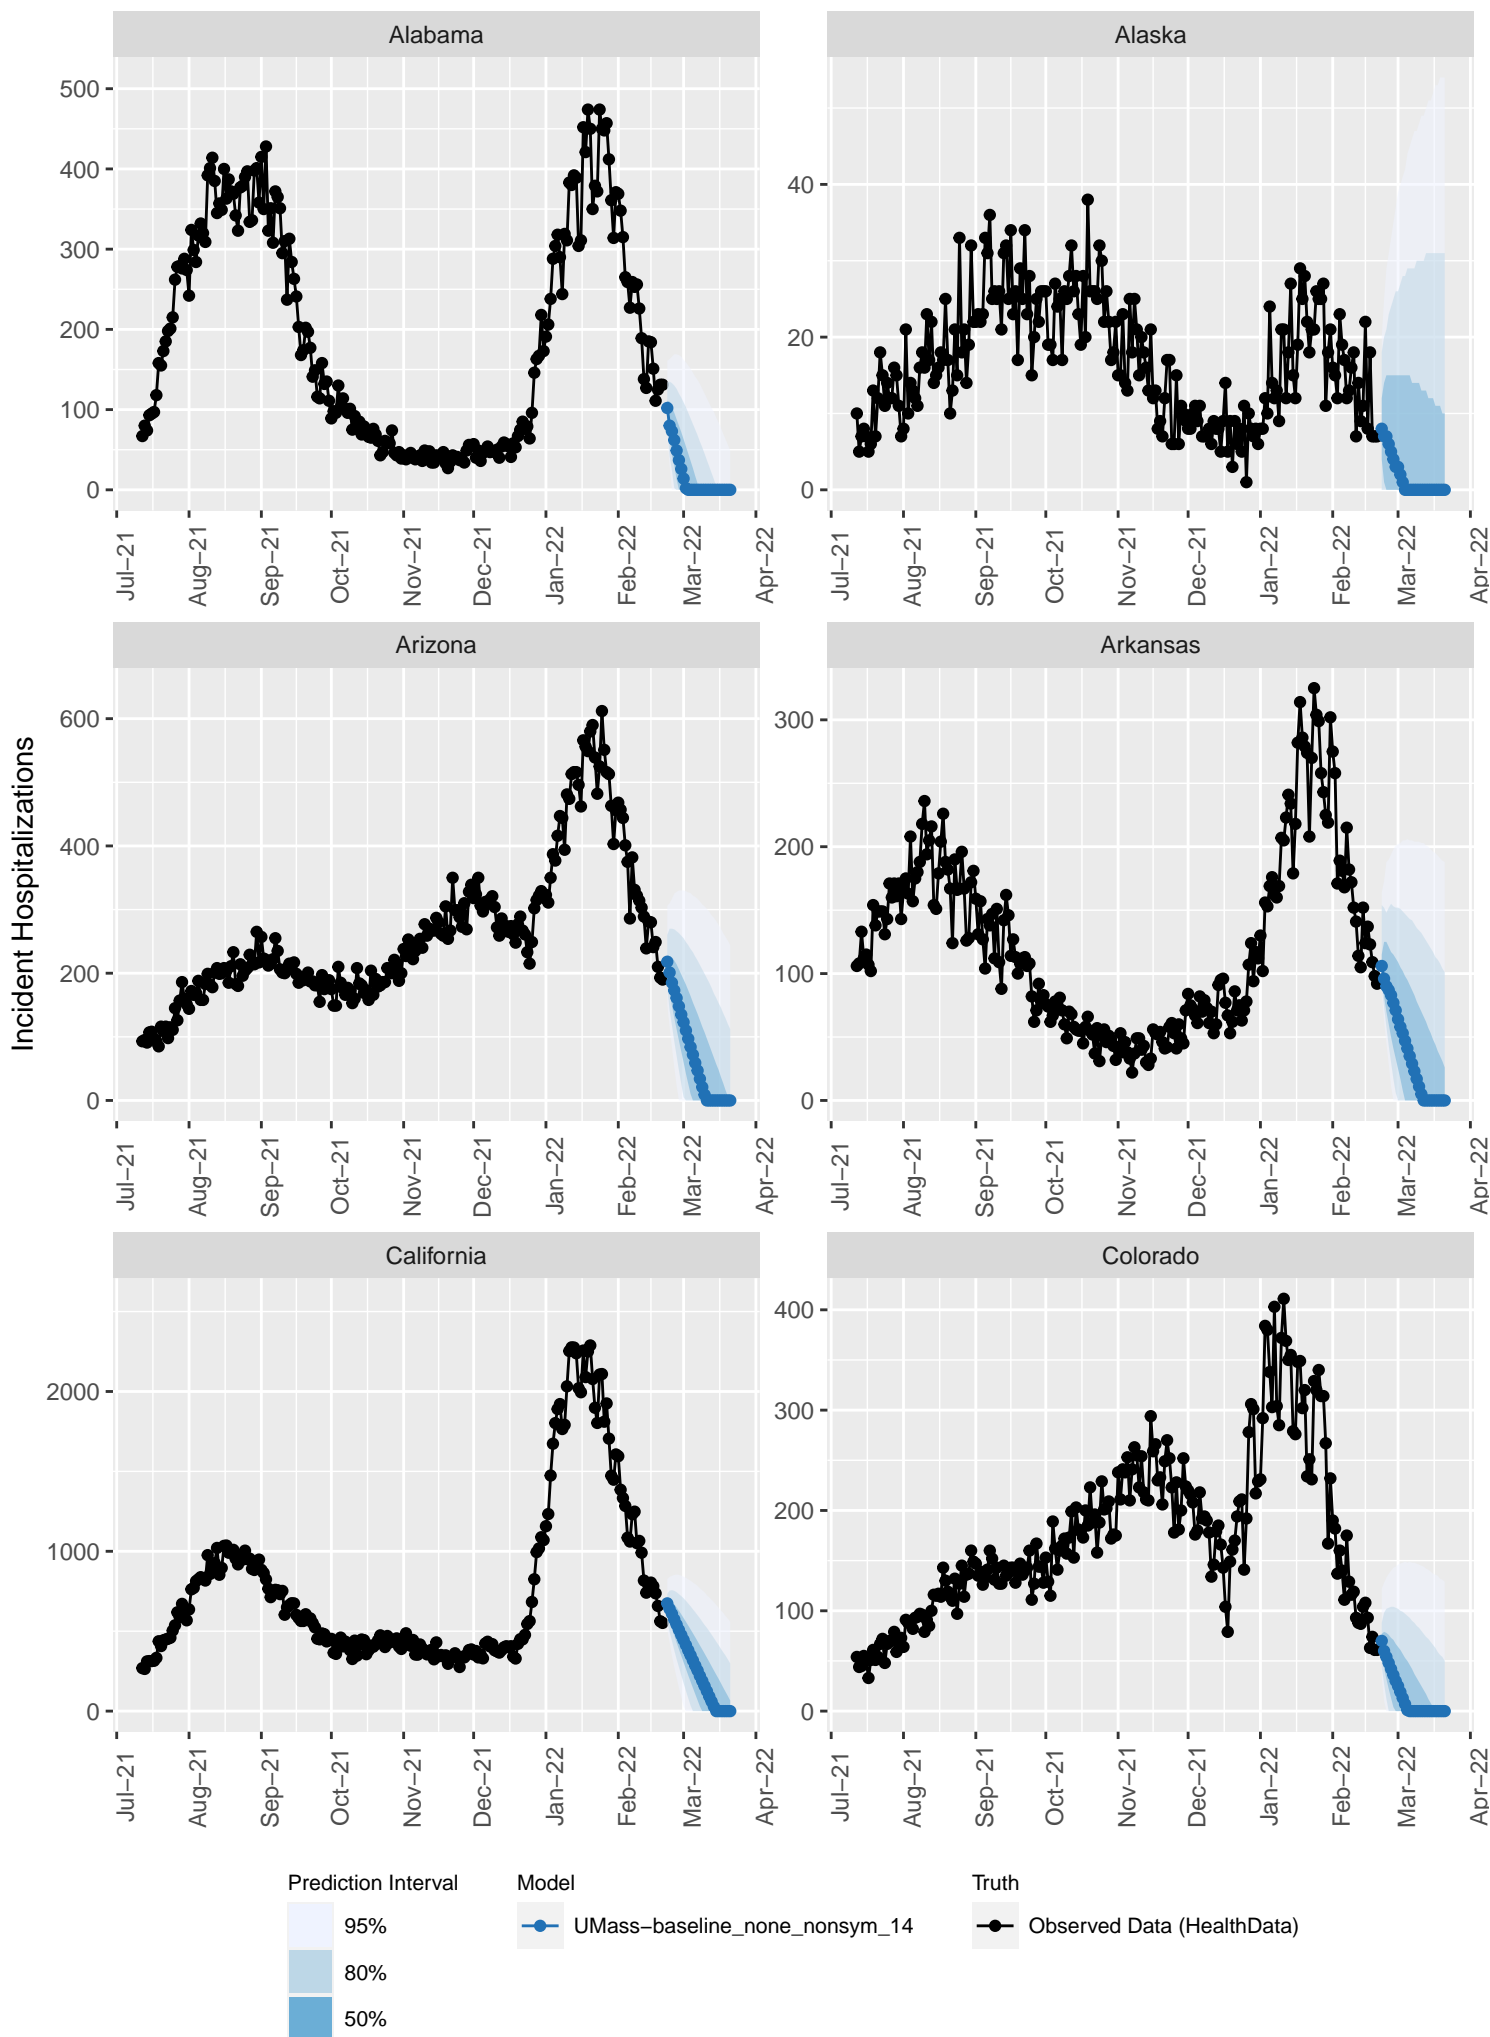 Alabama
Alaska
500
400
300
200
100
0
40
20
0
Jul−21
Aug−21
Sep−21
Oct−21
Nov−21
Dec−21
Jan−22
Feb−22
Mar−22
Apr−22
Jul−21
Aug−21
Sep−21
Oct−21
Nov−21
Dec−21
Jan−22
Feb−22
Mar−22
Apr−22
Arizona
Arkansas
Incident Hospitalizations
600
400
200
0
300
200
100
0
Jul−21
Aug−21
Sep−21
Oct−21
Nov−21
Dec−21
Jan−22
Feb−22
Mar−22
Apr−22
Jul−21
Aug−21
Sep−21
Oct−21
Nov−21
Dec−21
Jan−22
Feb−22
Mar−22
Apr−22
California
Colorado
2000
1000
0
400
300
200
100
0
Jul−21
Aug−21
Sep−21
Oct−21
Nov−21
Dec−21
Jan−22
Feb−22
Mar−22
Apr−22
Jul−21
Aug−21
Sep−21
Oct−21
Nov−21
Dec−21
Jan−22
Feb−22
Mar−22
Apr−22
Prediction Interval
95%
80%
50%
Model
UMass−baseline_none_nonsym_14
Truth
Observed Data (HealthData)